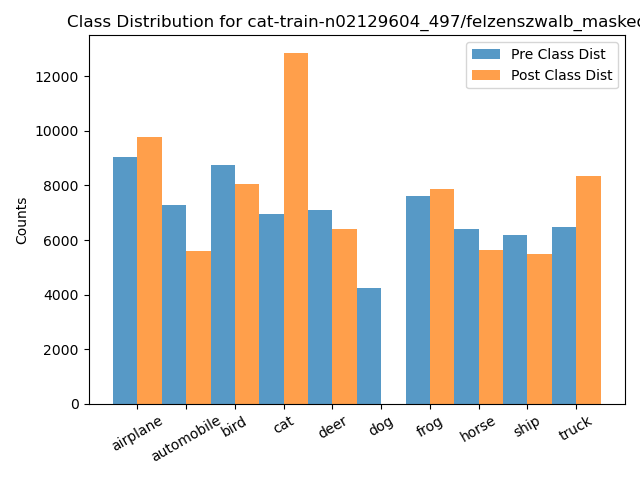 Class Distribution for cat-train-n02129604_497/felzenszwalb_masked
Pre Class Dist
Post Class Dist
Counts
12000
10000
8000
6000
4000
2000
0
airplane
automobile
bird
cat
deer
dog
frog
horse
ship
truck